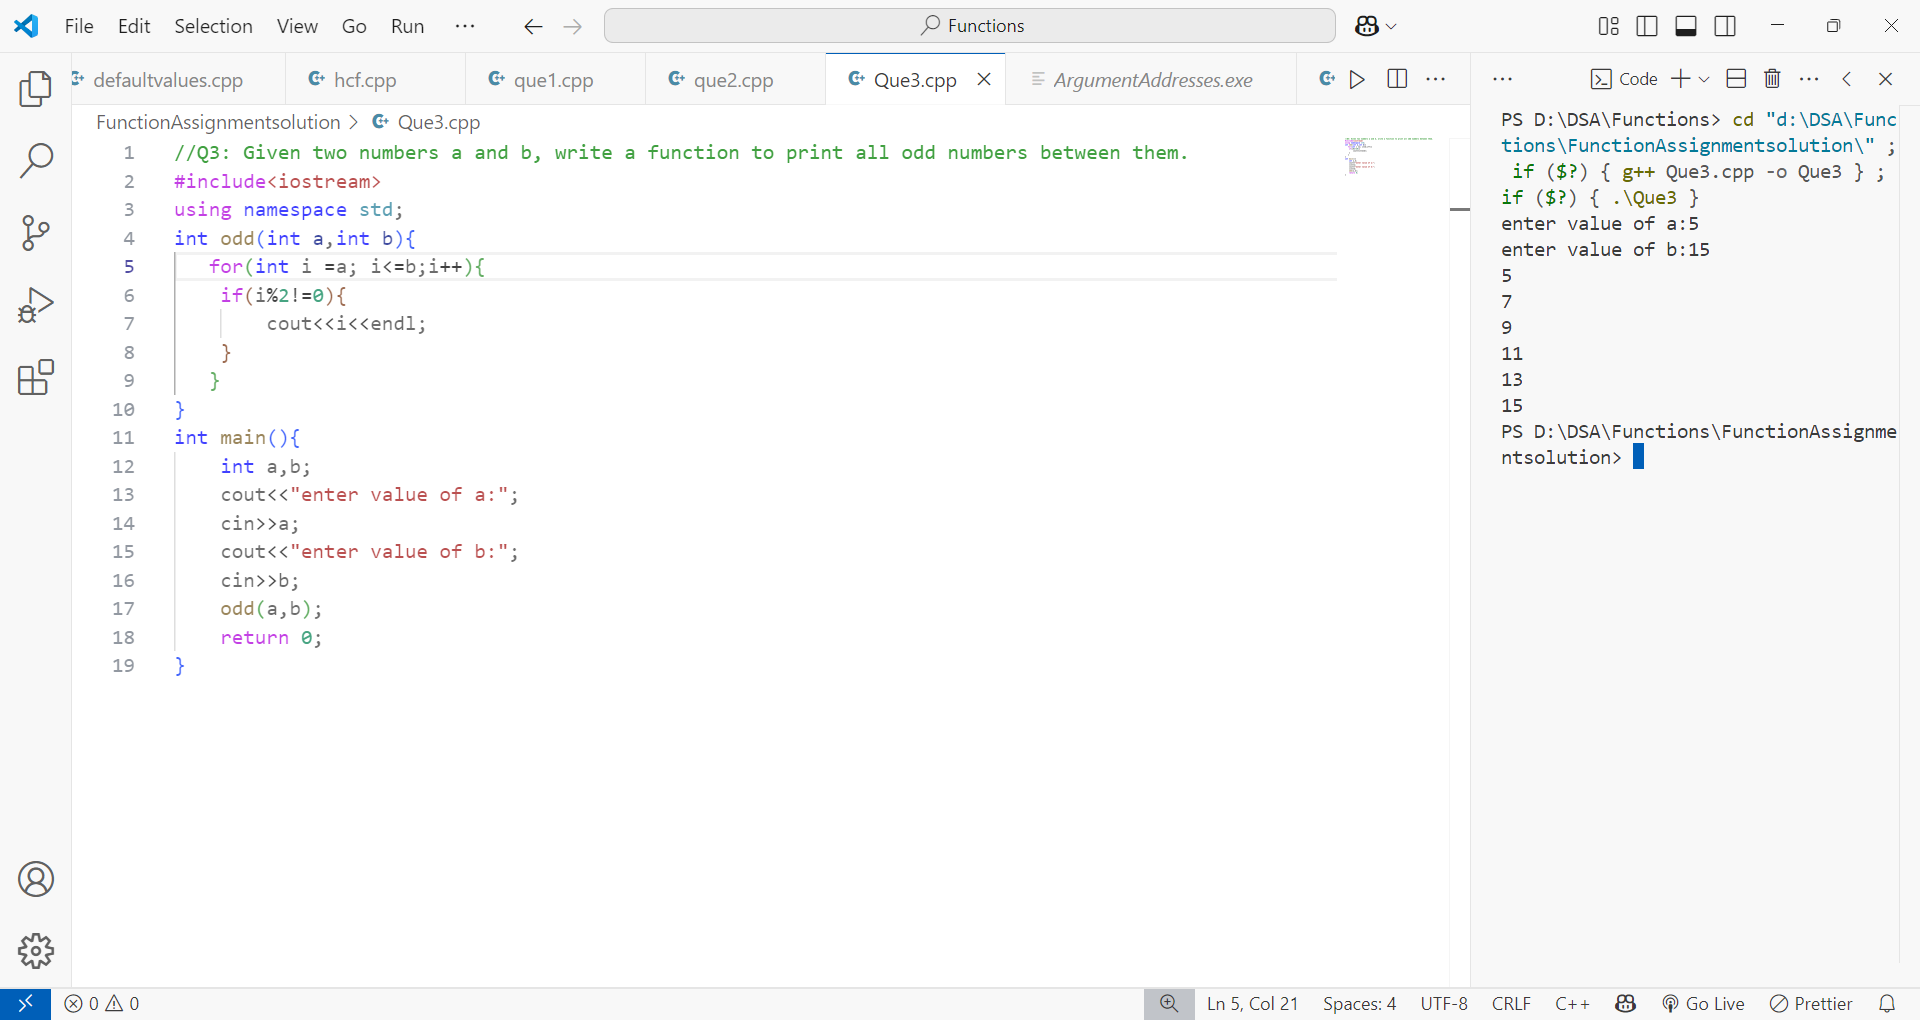 File Edit Selection View Go Run ··· Functions
defaultvalues.cpp hcf.cpp que1.cpp que2.cpp Que3.cpp ArgumentAddresses.exe
FunctionAssignmentsolution > Que3.cpp
1 //Q3: Given two numbers a and b, write a function to print all odd numbers between them.
2 #include<iostream>
3 using namespace std;
4 int odd(int a,int b){
5 for(int i =a; i<=b;i++){
6 if(i%2!=0){
7 cout<<i<<endl;
8 }
9 }
10 }
11 int main(){
12 int a,b;
13 cout<<"enter value of a:";
14 cin>>a;
15 cout<<"enter value of b:";
16 cin>>b;
17 odd(a,b);
18 return 0;
19 }
Code
PS D:\DSA\Functions> cd "d:\DSA\Func
tions\FunctionAssignmentsolution\" ;
if ($?) { g++ Que3.cpp -o Que3 } ;
if ($?) { .\Que3 }
enter value of a:5
enter value of b:15
5
7
9
11
13
15
PS D:\DSA\Functions\FunctionAssignme
ntsolution>
0 0 Ln 5, Col 21 Spaces: 4 UTF-8 CRLF C++ Go Live Prettier